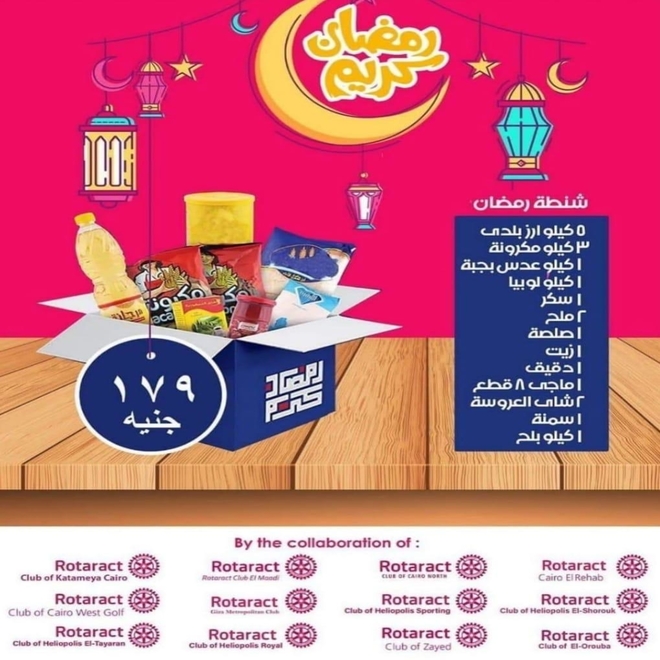 رمضان
كريم
شنطة رمضان
٥ كيلو ارز بلدى
٣ كيلو مكرونة
١ كيلو عدس بجبة
١ كيلو لوبيا
١ سكر
٢ ملح
١ صلصة
١ زيت
١ دقيق
١ ماجى ٨ قطع
٢ شاى العروسة
١ سمنة
١ كيلو بلح
١٧٩
جنيه
رمضان
كريم
By the collaboration of :
Rotaract
Club of Katameya Cairo
Rotaract
Rotaract Club El Maadi
Rotaract
CLUB OF CAIRO NORTH
Rotaract
Cairo El Rehab
Rotaract
Club of Cairo West Golf
Rotaract
Giza Metropolitan Club
Rotaract
Club of Heliopolis Sporting
Rotaract
Club of Heliopolis El-Shorouk
Rotaract
Club of Heliopolis El-Tayaran
Rotaract
Club of Heliopolis Royal
Rotaract
Club of Zayed
Rotaract
Club of El-Orouba